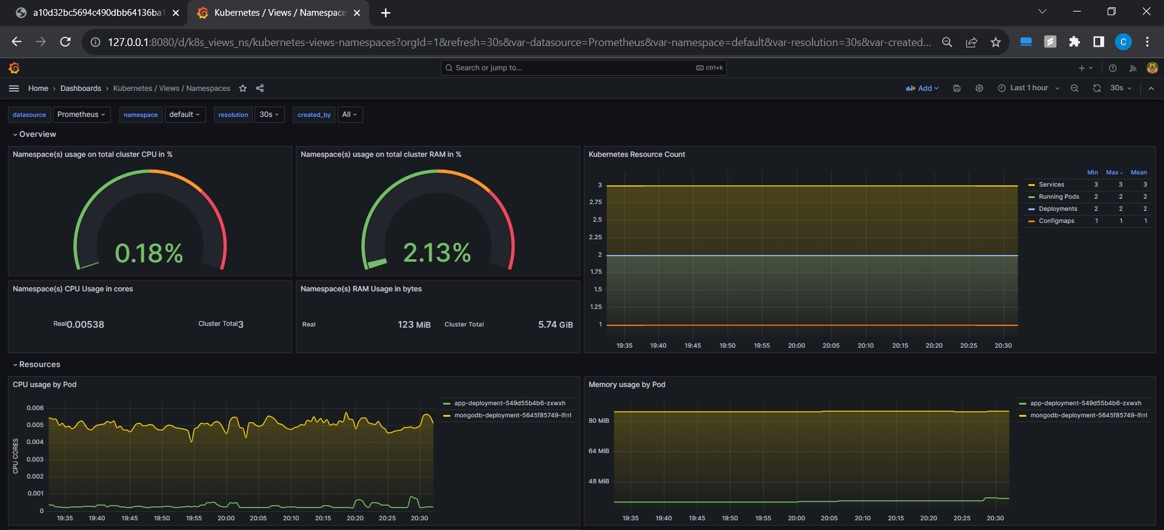 a10d32bc5694c490dbb64136ba1
Kubernetes / Views / Namespaces
127.0.0.1:8080/d/k8s_views_ns/kubernetes-views-namespaces?orgId=1&refresh=30s&var-datasource=Prometheus&var-namespace=default&var-resolution=30s&var-created...
C
Search or jump to...
ctrl+k
Home › Dashboards › Kubernetes / Views / Namespaces
Add
Last 1 hour
30s
datasource Prometheus namespace default resolution 30s created_by All
Overview
Namespace(s) usage on total cluster CPU in %
0.18%
Namespace(s) usage on total cluster RAM in %
2.13%
Kubernetes Resource Count
3
2.75
2.5
2.25
2
1.75
1.5
1.25
1
19:35 19:40 19:45 19:50 19:55 20:00 20:05 20:10 20:15 20:20 20:25 20:30
Min Max Mean
Services 3 3 3
Running Pods 2 2 2
Deployments 2 2 2
Configmaps 1 1 1
Namespace(s) CPU Usage in cores
Real 0.00538 Cluster Total 3
Namespace(s) RAM Usage in bytes
Real 123 MiB Cluster Total 5.74 GiB
Resources
CPU usage by Pod
CPU CORES
0.006
0.005
0.004
0.003
0.002
0.001
0
19:35 19:40 19:45 19:50 19:55 20:00 20:05 20:10 20:15 20:20 20:25 20:30
app-deployment-549d55b4b6-zxwxh
mongodb-deployment-5645f85749-lfrrl
Memory usage by Pod
80 MiB
64 MiB
48 MiB
19:35 19:40 19:45 19:50 19:55 20:00 20:05 20:10 20:15 20:20 20:25 20:30
app-deployment-549d55b4b6-zxwxh
mongodb-deployment-5645f85749-lfrrl